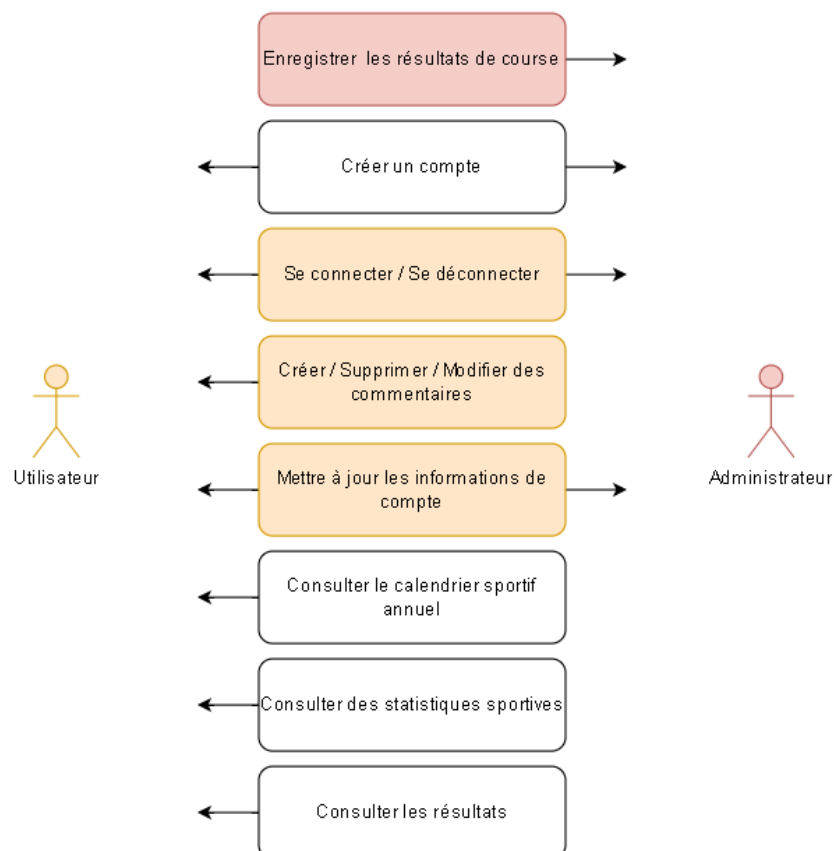 Enregistrer les résultats de course
Créer un compte
Se connecter / Se déconnecter
Créer / Supprimer / Modifier des
commentaires
Utilisateur
Mettre à jour les informations de
compte
Administrateur
Consulter le calendrier sportif
annuel
Consulter des statistiques sportives
Consulter les résultats